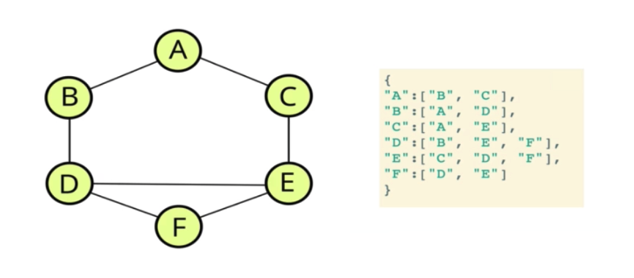 A
B
C
D
E
F
{
"A":["B", "C"],
"B":["A", "D"],
"C":["A", "E"],
"D":["B", "E", "F"],
"E":["C", "D", "F"],
"F":["D", "E"]
}